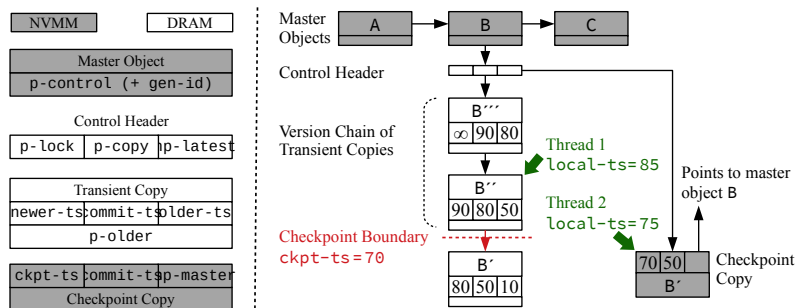 NVMM
DRAM
Master Object
p-control (+ gen-id)
Control Header
p-lock p-copy np-latest
Transient Copy
newer-ts commit-ts older-ts
p-older
ckpt-ts commit-ts np-master
Checkpoint Copy
Master
Objects
A
B
C
Control Header
Version Chain of
Transient Copies
B′′′
∞ 90 80
B′′
90 80 50
Thread 1
local-ts=85
Thread 2
local-ts=75
Points to master
object B
Checkpoint Boundary
ckpt-ts=70
B′
80 50 10
70 50
B′
Checkpoint
Copy